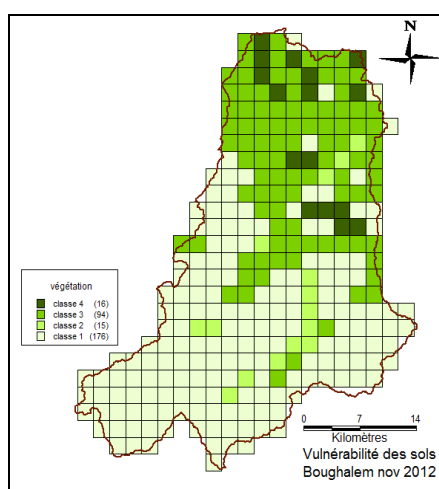 N
végétation
classe 4 (16)
classe 3 (94)
classe 2 (15)
classe 1 (176)
0 7 14
Kilomètres
Vulnérabilité des sols
Boughalem nov 2012